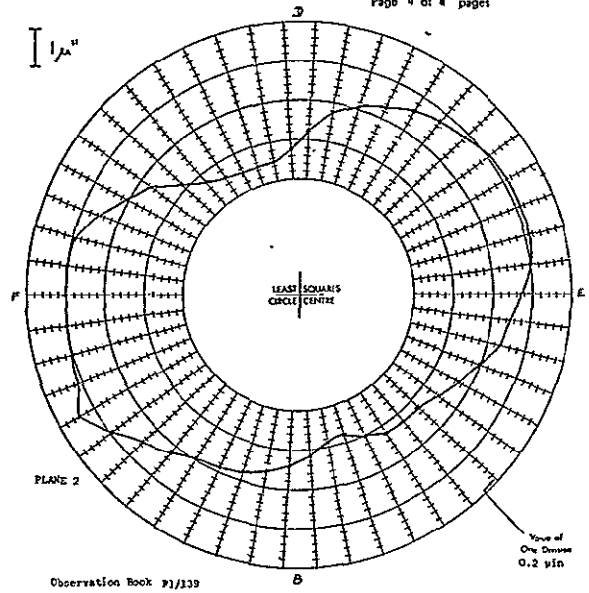 Page 4 of 4 pages
D
1μ"
LEAST SQUARES
CIRCLE CENTRE
F
E
PLANE 2
Value of
One Division
0.2 μin
Observation Book P1/139
B